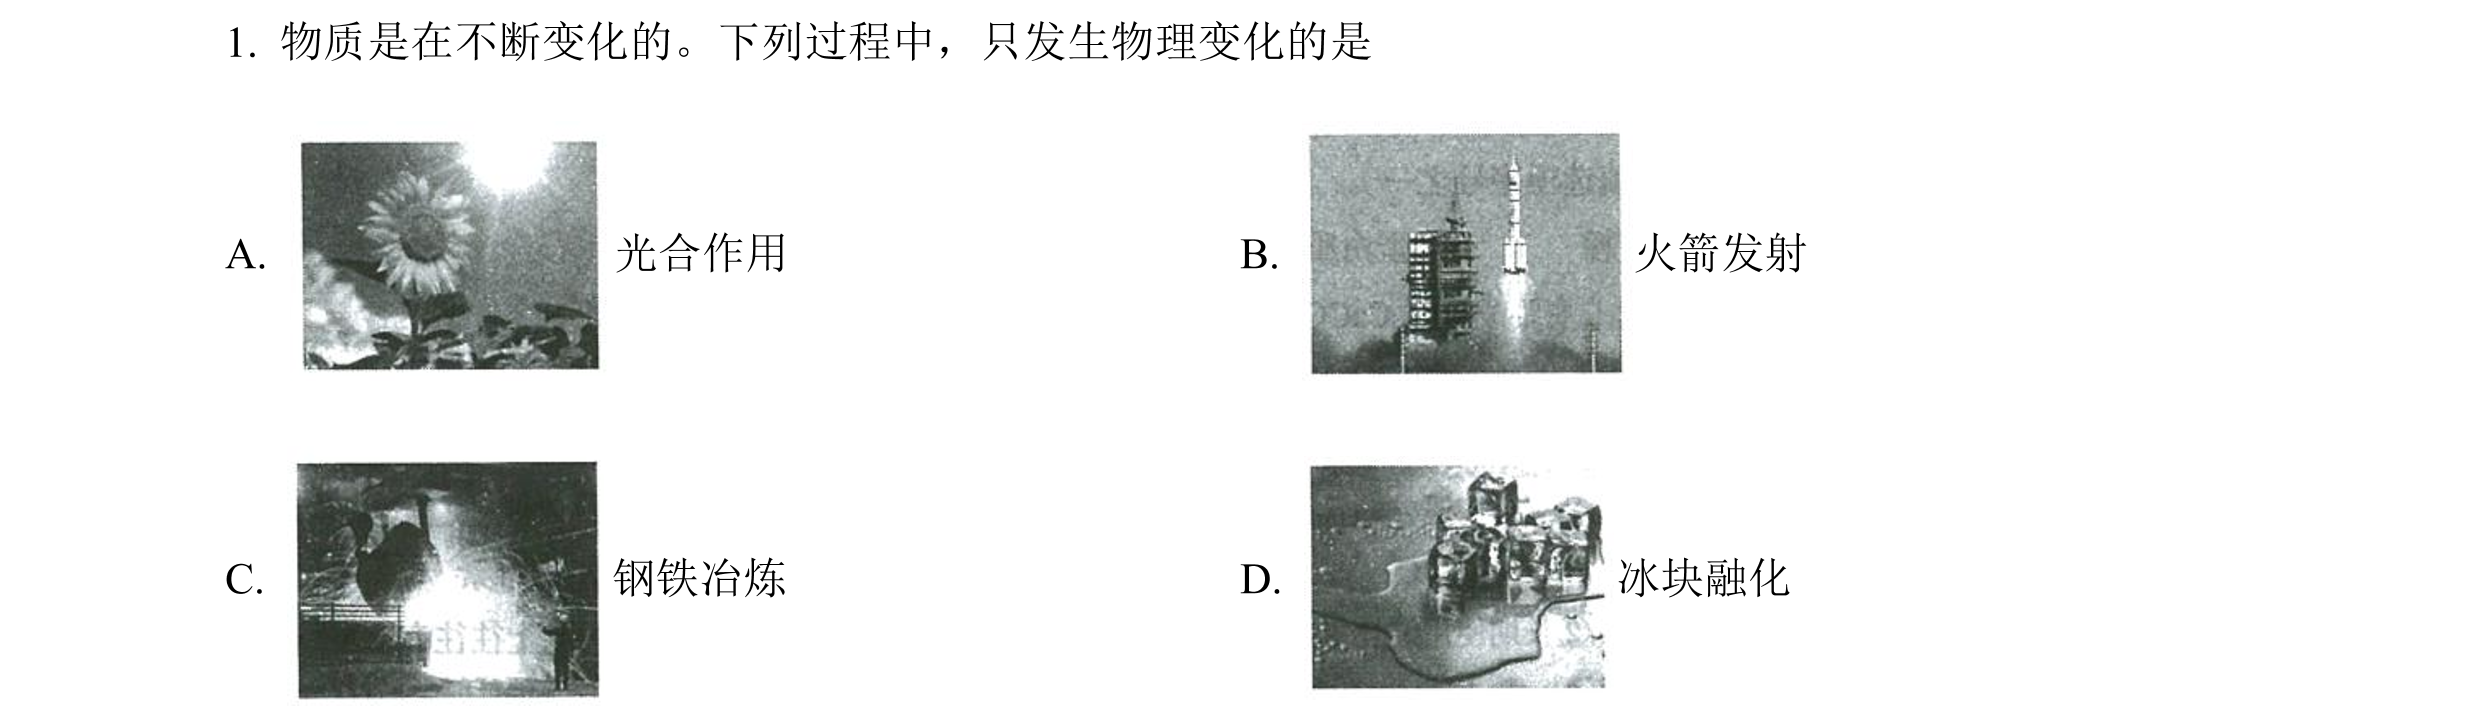 1. 物质是在不断变化的。下列过程中，只发生物理变化的是
A. 光合作用
B. 火箭发射
C. 钢铁冶炼
D. 冰块融化